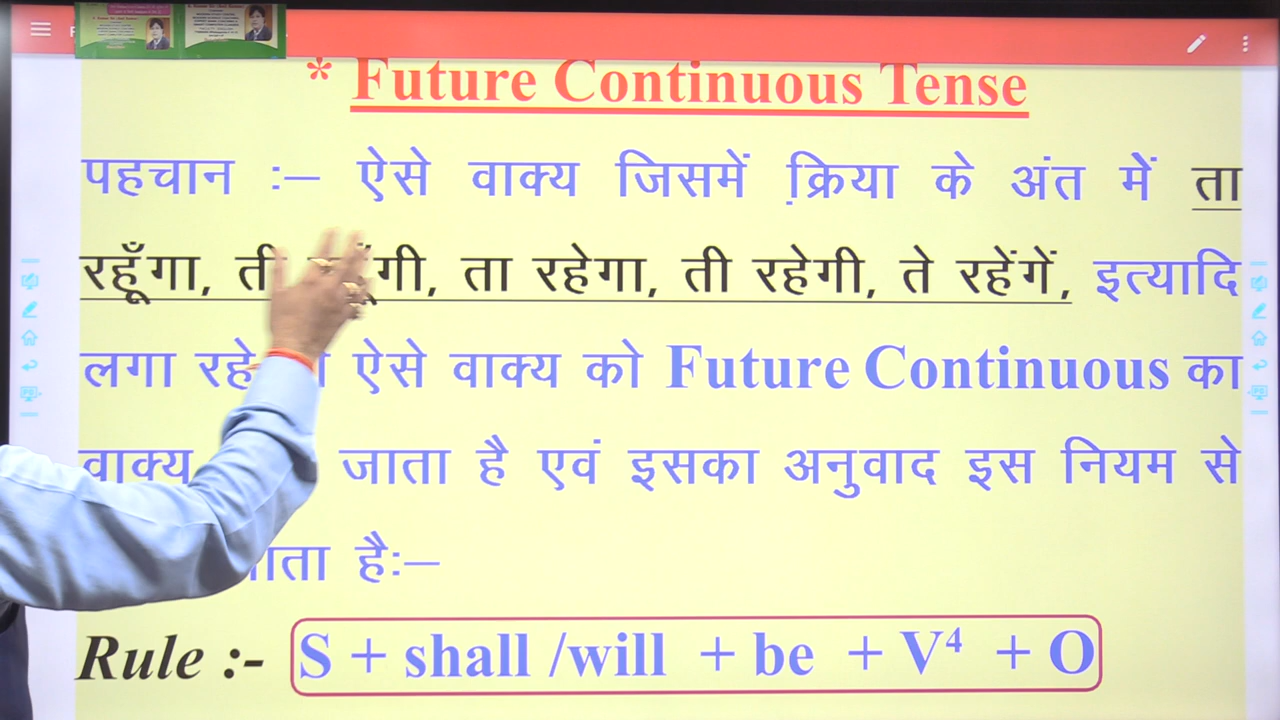 * Future Continuous Tense
पहचान :– ऐसे वाक्य जिसमें क्रिया के अंत में ता
रहूँगा, ती गी, ता रहेगा, ती रहेगी, ते रहेंगें, इत्यादि
लगा रहे ऐसे वाक्य को Future Continuous का
वाक्य जाता है एवं इसका अनुवाद इस नियम से
है:–
Rule :- S + shall /will + be + V⁴ + O